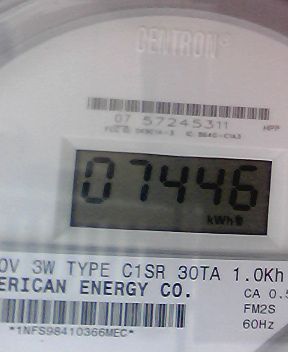 CENTRON®
07 57245311
HPP
07446
kWh
0V 3W TYPE C1SR 30TA 1.0Kh
ERICAN ENERGY CO.
CA 0.5
FM2S
*1NFS98410366MEC*
60Hz